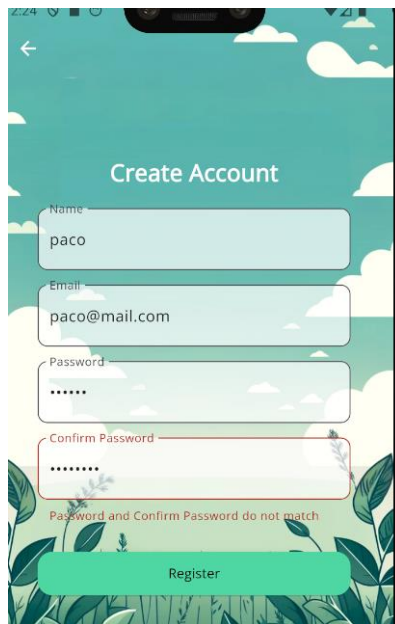 2:24
Create Account
Name
paco
Email
paco@mail.com
Password
••••••
Confirm Password
••••••••
Password and Confirm Password do not match
Register